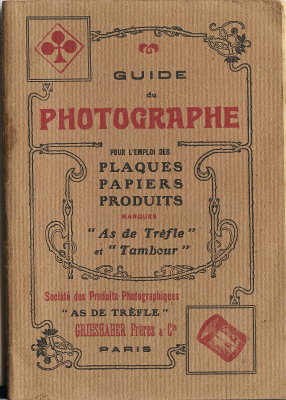 GUIDE
du
PHOTOGRAPHE
POUR L'EMPLOI DES
PLAQUES
PAPIERS
PRODUITS
MARQUES
"As de Trèfle"
et "Tambour"
Société des Produits Photographiques
"AS DE TRÈFLE"
GRIESHABER Frères & Cie
PARIS